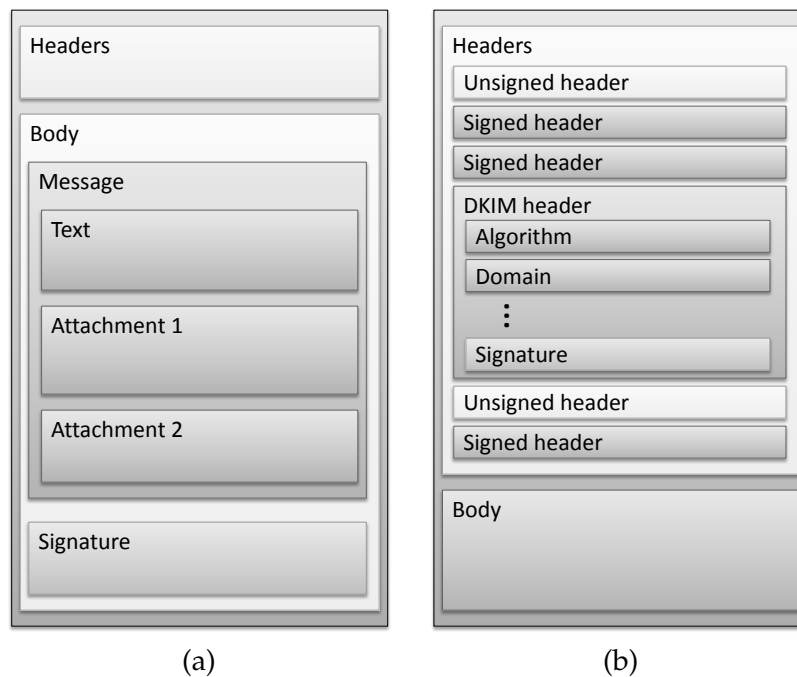 Headers
Body
Message
Text
Attachment 1
Attachment 2
Signature
(a)
Headers
Unsigned header
Signed header
Signed header
DKIM header
Algorithm
Domain
⋮
Signature
Unsigned header
Signed header
Body
(b)